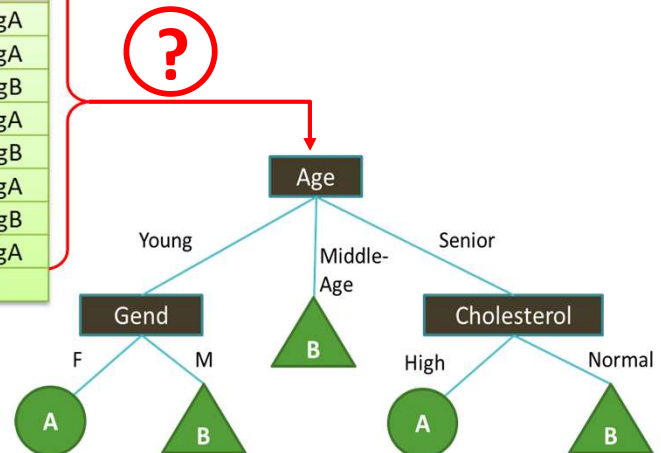 gA
gA
gB
gA
gB
gA
gB
gA
?
Age
Young
Middle-
Age
Senior
Gend
B
Cholesterol
F
M
High
Normal
A
B
A
B